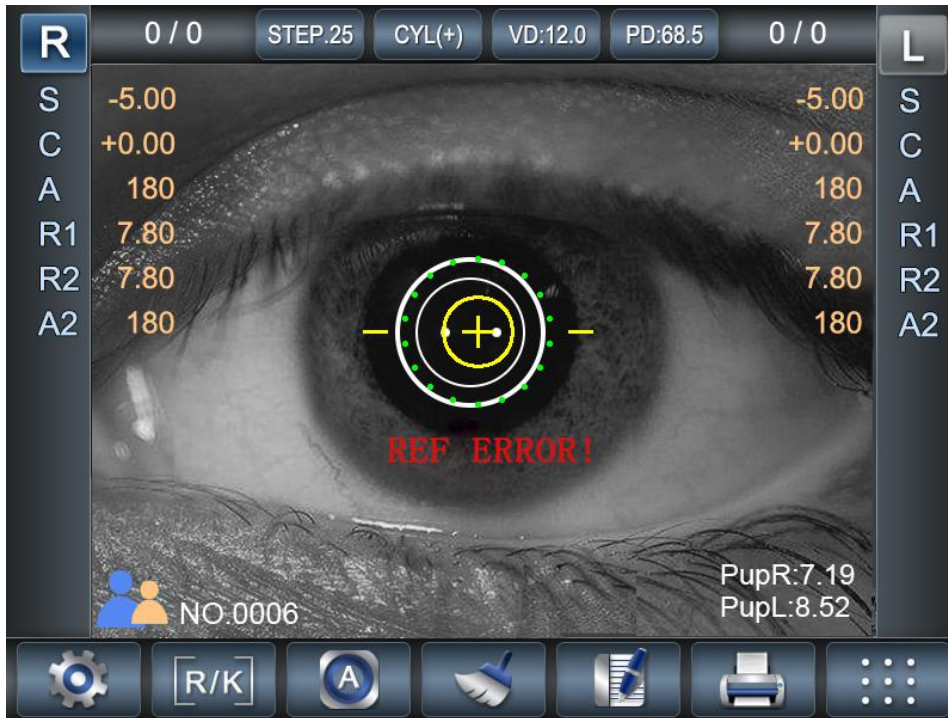 R 0 / 0 STEP.25 CYL(+) VD:12.0 PD:68.5 0 / 0 L
S -5.00 -5.00 S
C +0.00 +0.00 C
A 180 180 A
R1 7.80 7.80 R1
R2 7.80 7.80 R2
A2 180 180 A2
REF ERROR!
PupR:7.19
NO.0006 PupL:8.52
R/K A